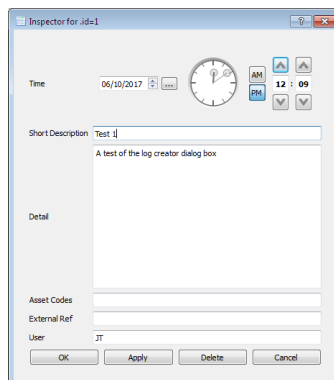 Inspector for.id=1
Time 06/10/2017 ... AM PM 12 : 09
Short Description Test 1
A test of the log creator dialog box
Detail
Asset Codes
External Ref
User JT
OK Apply Delete Cancel